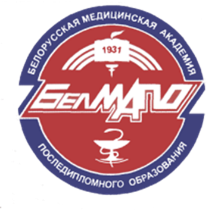 БЕЛОРУССКАЯ МЕДИЦИНСКАЯ АКАДЕМИЯ
1931
БЕЛМАПО
ПОСЛЕДИПЛОМНОГО ОБРАЗОВАНИЯ